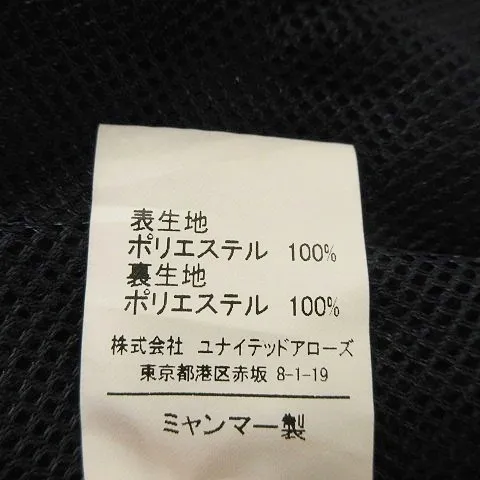 表生地
ポリエステル 100%
裏生地
ポリエステル 100%
株式会社 ユナイテッドアローズ
東京都港区赤坂 8-1-19
ミャンマー製